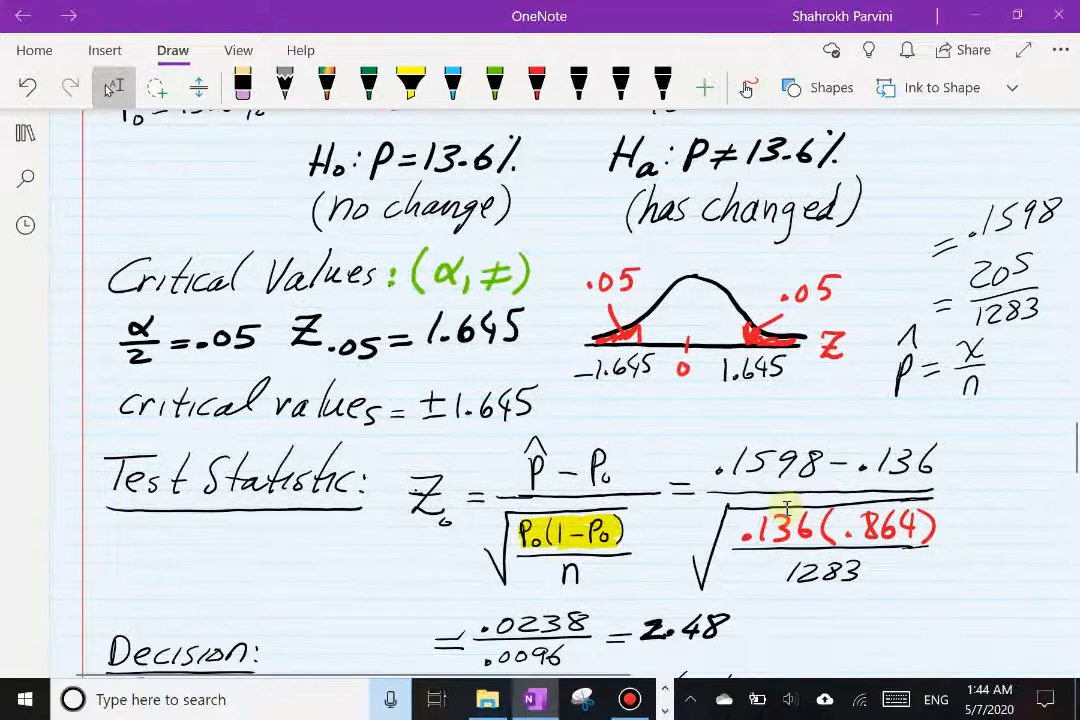 OneNote
Shahrokh Parvini
Home Insert Draw View Help
Share
Shapes
Ink to Shape
H₀: P = 13.6% Hₐ: P ≠ 13.6%
(no change) (has changed)
= .1598
= 205/1283
p̂ = x/n
Critical Values: (α, ≠)
.05 .05
α/2 = .05 Z.₀₅ = 1.645
-1.645 0 1.645 Z
critical values = ±1.645
Test Statistic: Z₀ = (p̂ - P₀)/√(P₀(1-P₀)/n) = (.1598 - .136)/√(.136(.864)/1283)
= .0238/.0096 = 2.48
Decision:
Type here to search
ENG
1:44 AM
5/7/2020